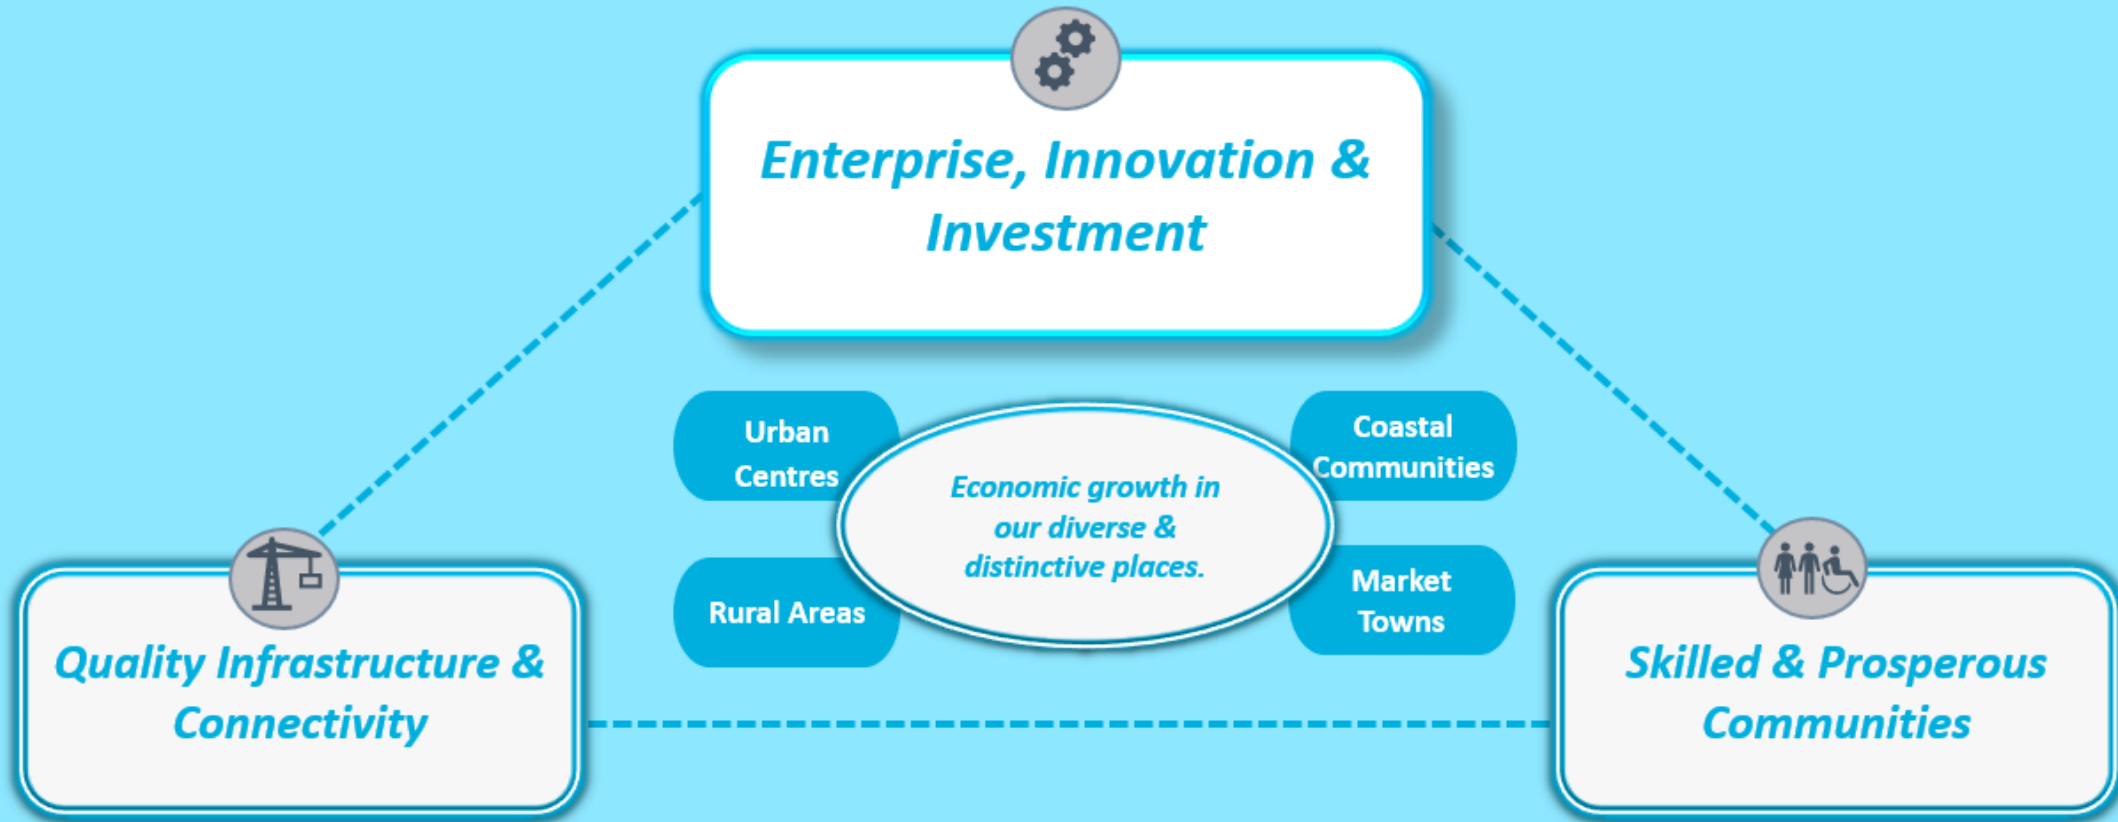 Enterprise, Innovation &
Investment
Urban
Centres
Coastal
Communities
Economic growth in
our diverse &
distinctive places.
Rural Areas
Market
Towns
Quality Infrastructure &
Connectivity
Skilled & Prosperous
Communities